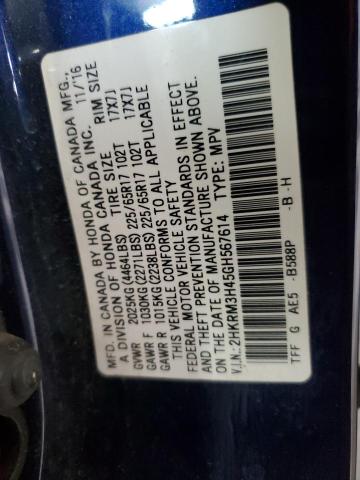 MFD. IN CANADA BY HONDA OF CANADA MFG., 11/16
A DIVISION OF HONDA CANADA INC.
TIRE SIZE RIM SIZE
GVWR 2025KG(4464LBS) 225/65R17 102T 17X7J
GAWR F 1030KG(2271LBS) 225/65R17 102T 17X7J
GAWR R 1015KG(2238LBS)
THIS VEHICLE CONFORMS TO ALL APPLICABLE
FEDERAL MOTOR VEHICLE SAFETY
AND THEFT PREVENTION STANDARDS IN EFFECT
ON THE DATE OF MANUFACTURE SHOWN ABOVE.
V.I.N.: 2HKRM3H45GH567614 TYPE: MPV
TFF G AE5 -B588P -B -H